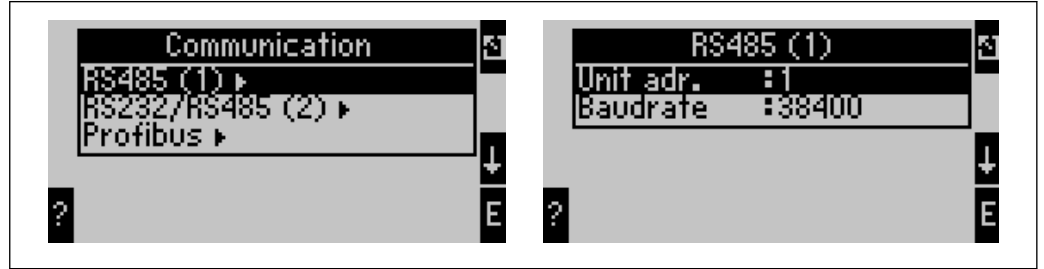 Communication
RS485 (1)
RS232/RS485 (2)
Profibus
?
E
RS485 (1)
Unit adr. :1
Baudrate :38400
?
E